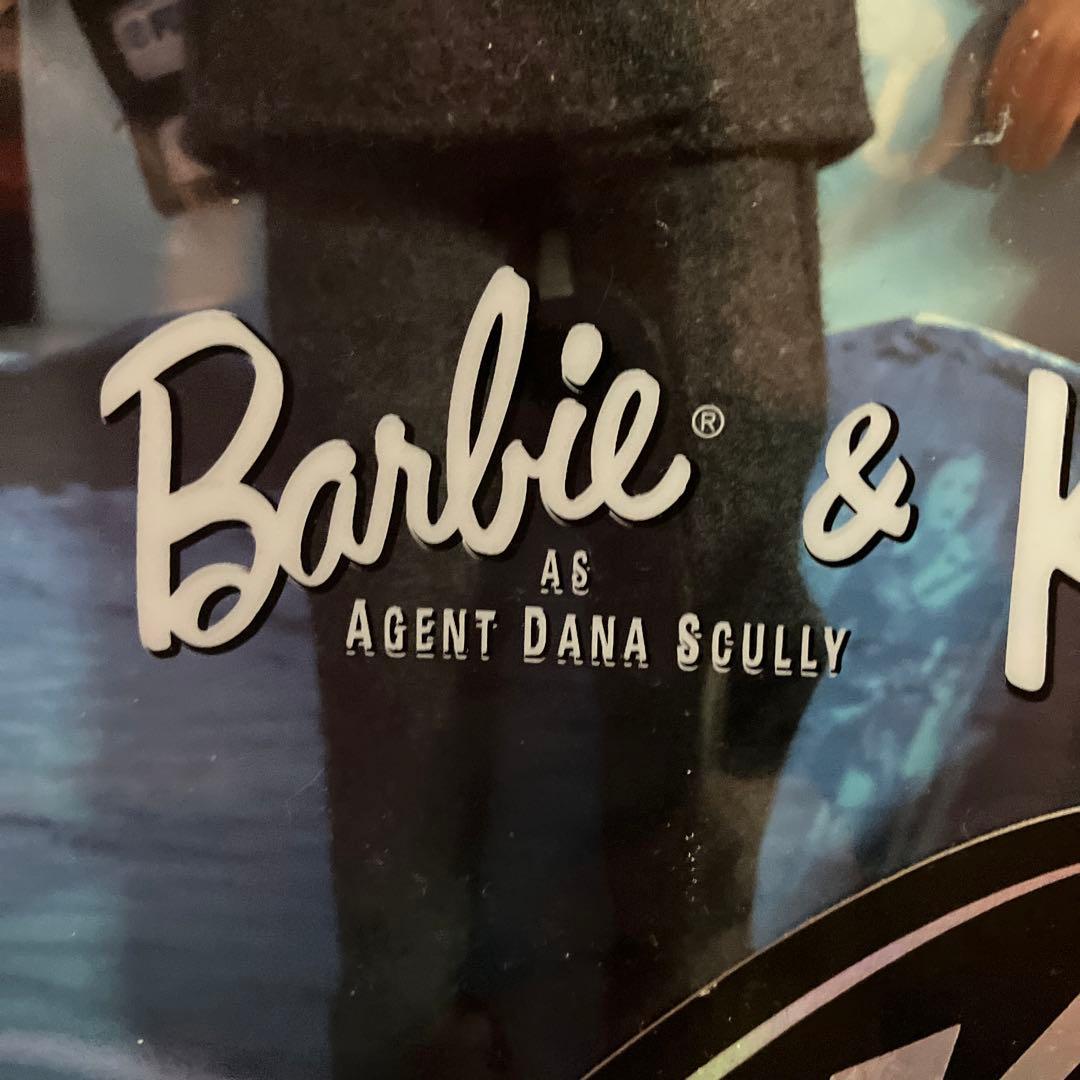 Barbie® & K
AS
AGENT DANA SCULLY